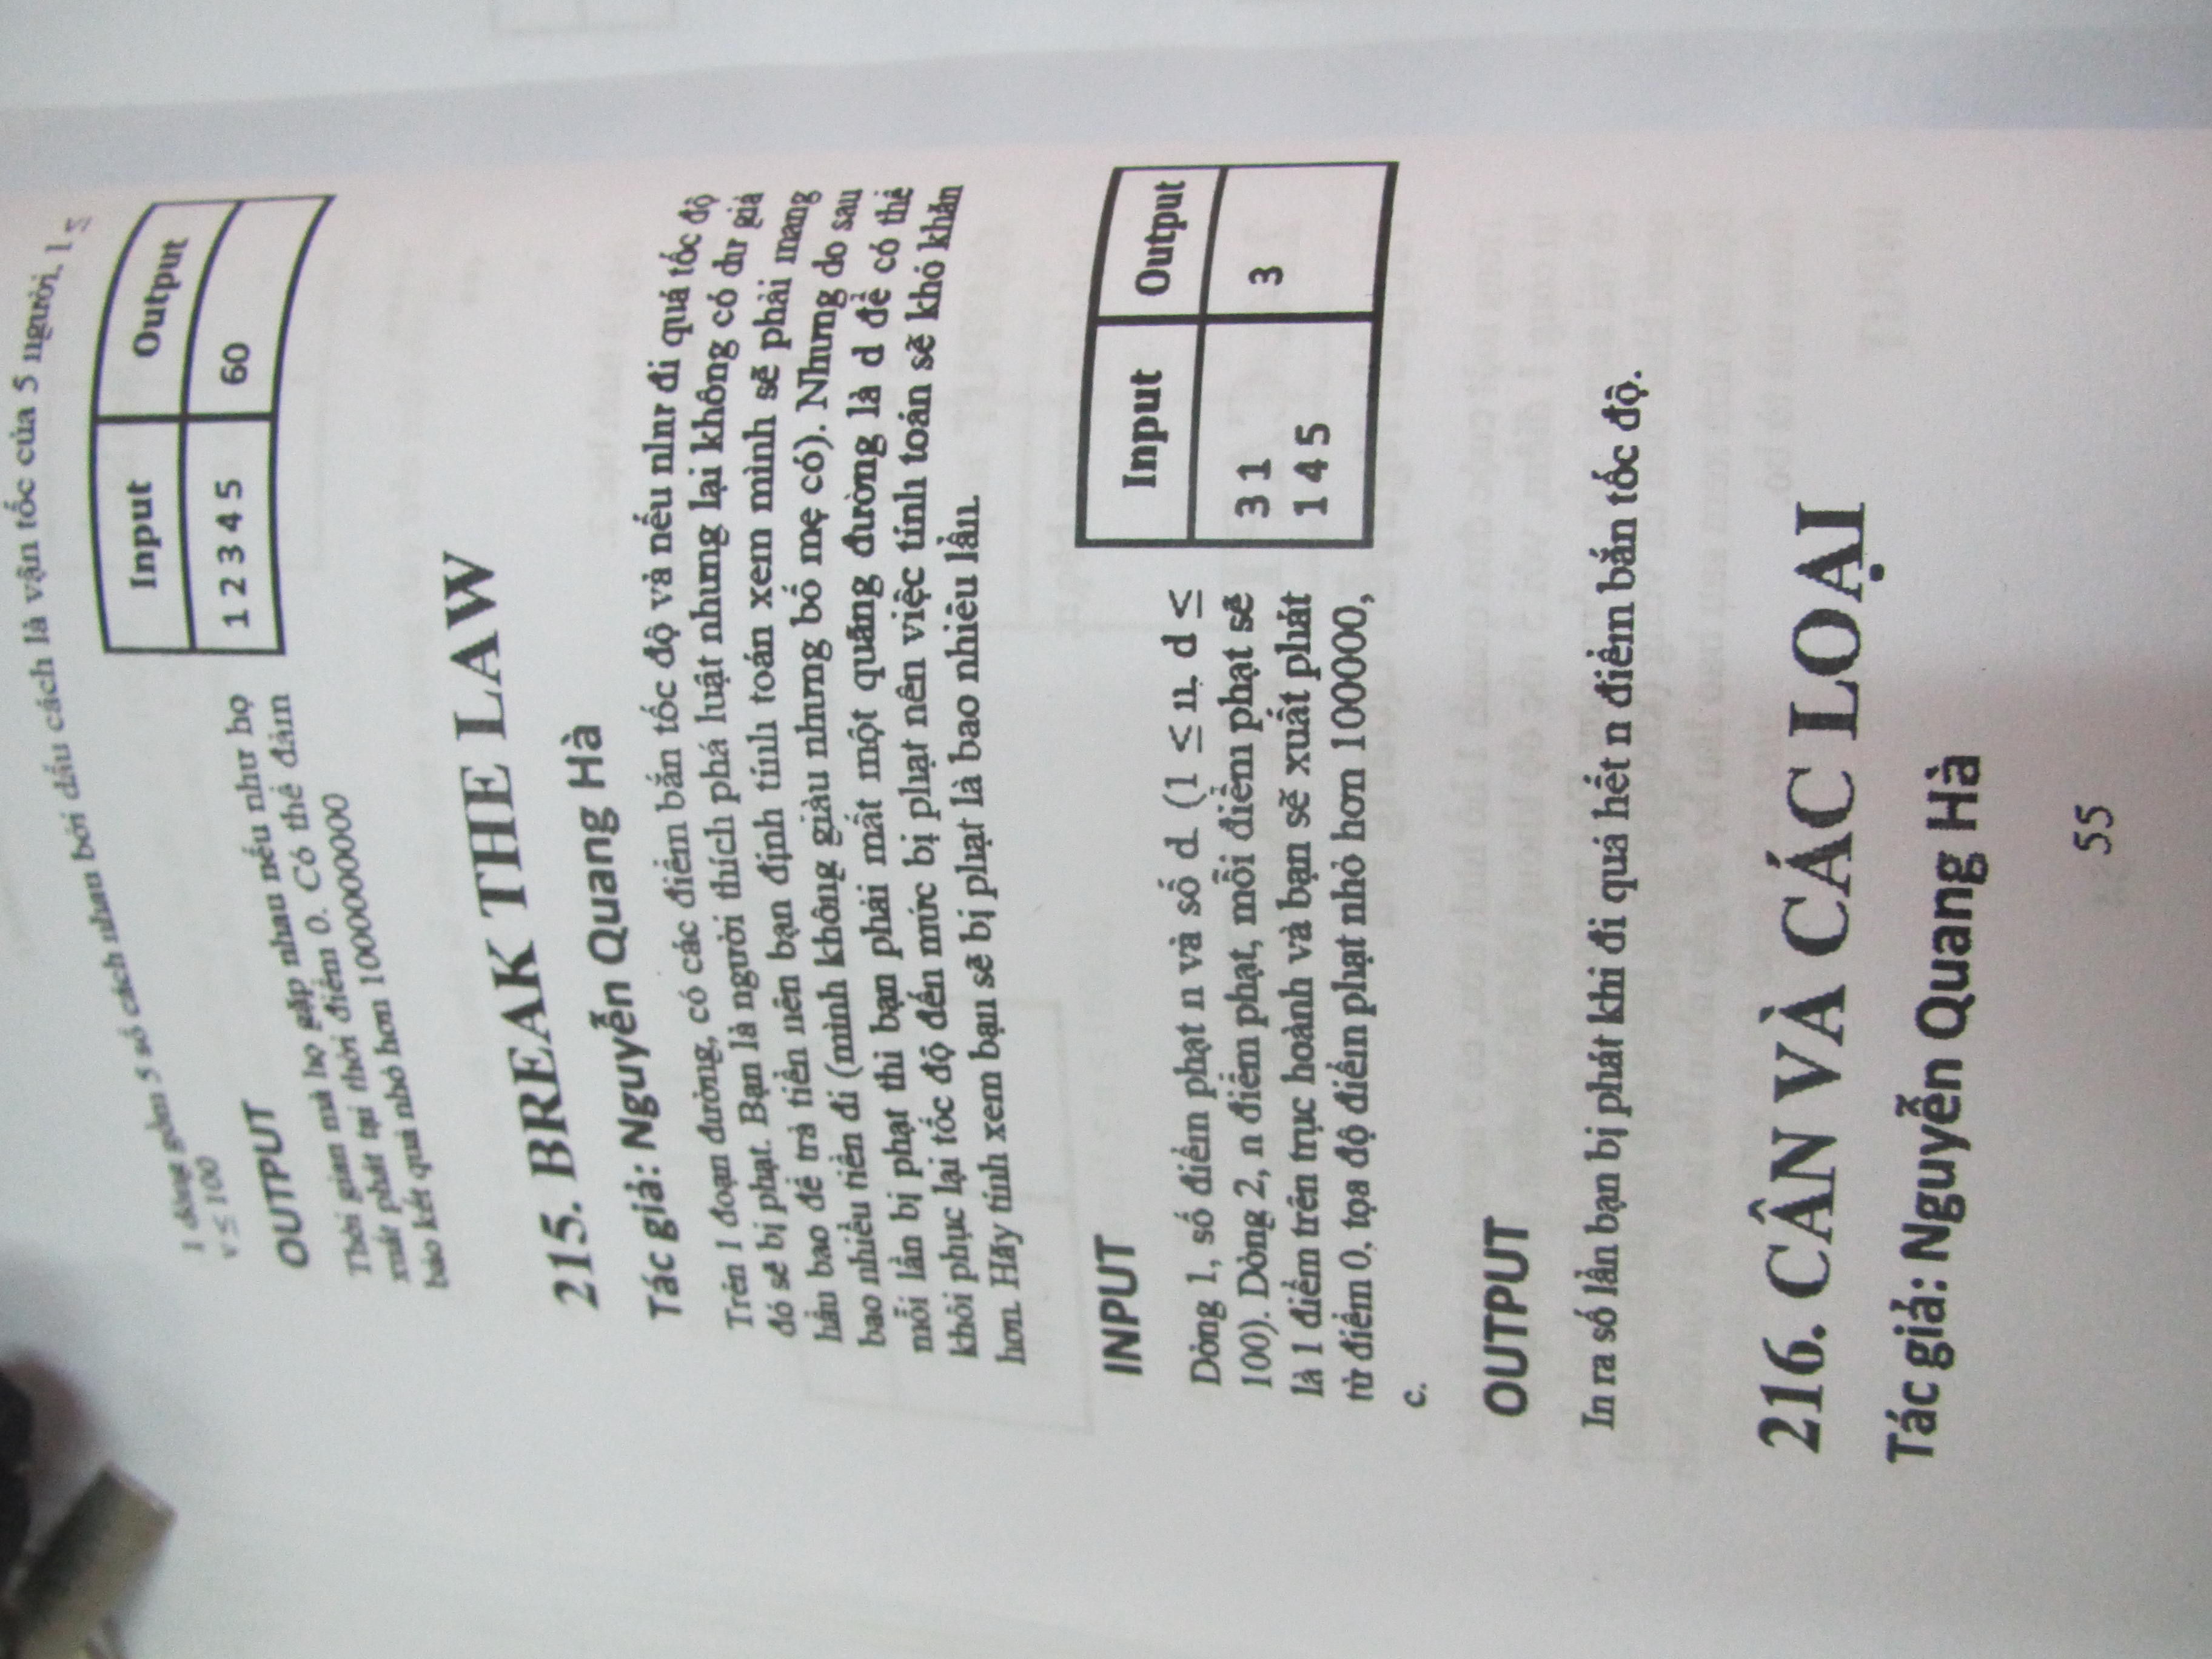 1 dòng gồm 5 số cách nhau bởi dấu cách là vận tốc của 5 người. 1 ≤
v ≤ 100
Input Output
1 2 3 4 5 60
OUTPUT
Thời gian mà họ gặp nhau nếu như họ
xuất phát tại thời điểm 0. Có thể đảm
bảo kết quả nhỏ hơn 1000000000
215. BREAK THE LAW
Tác giả: Nguyễn Quang Hà
Trên 1 đoạn đường, có các điểm bắn tốc độ và nếu như đi quá tốc độ
đó sẽ bị phạt. Bạn là người thích phá luật nhưng lại không có dư giả
hầu bao để trả tiền nên bạn định tính toán xem mình sẽ phải mang
bao nhiêu tiền đi (mình không giàu nhưng bố mẹ có). Nhưng do sau
mỗi lần bị phạt thì bạn phải mất một quãng đường là d để có thể
khôi phục lại tốc độ đến mức bị phạt nên việc tính toán sẽ khó khăn
hơn. Hãy tính xem bạn sẽ bị phạt là bao nhiêu lần.
INPUT
Dòng 1, số điểm phạt n và số d. (1 ≤ n, d ≤
100). Dòng 2, n điểm phạt, mỗi điểm phạt sẽ
là 1 điểm trên trục hoành và bạn sẽ xuất phát
từ điểm 0, tọa độ điểm phạt nhỏ hơn 100000,
c.
Input Output
3 1 3
1 4 5
OUTPUT
In ra số lần bạn bị phát khi đi quá hết n điểm bắn tốc độ.
216. CÂN VÀ CÁC LOẠI
Tác giả: Nguyễn Quang Hà
55